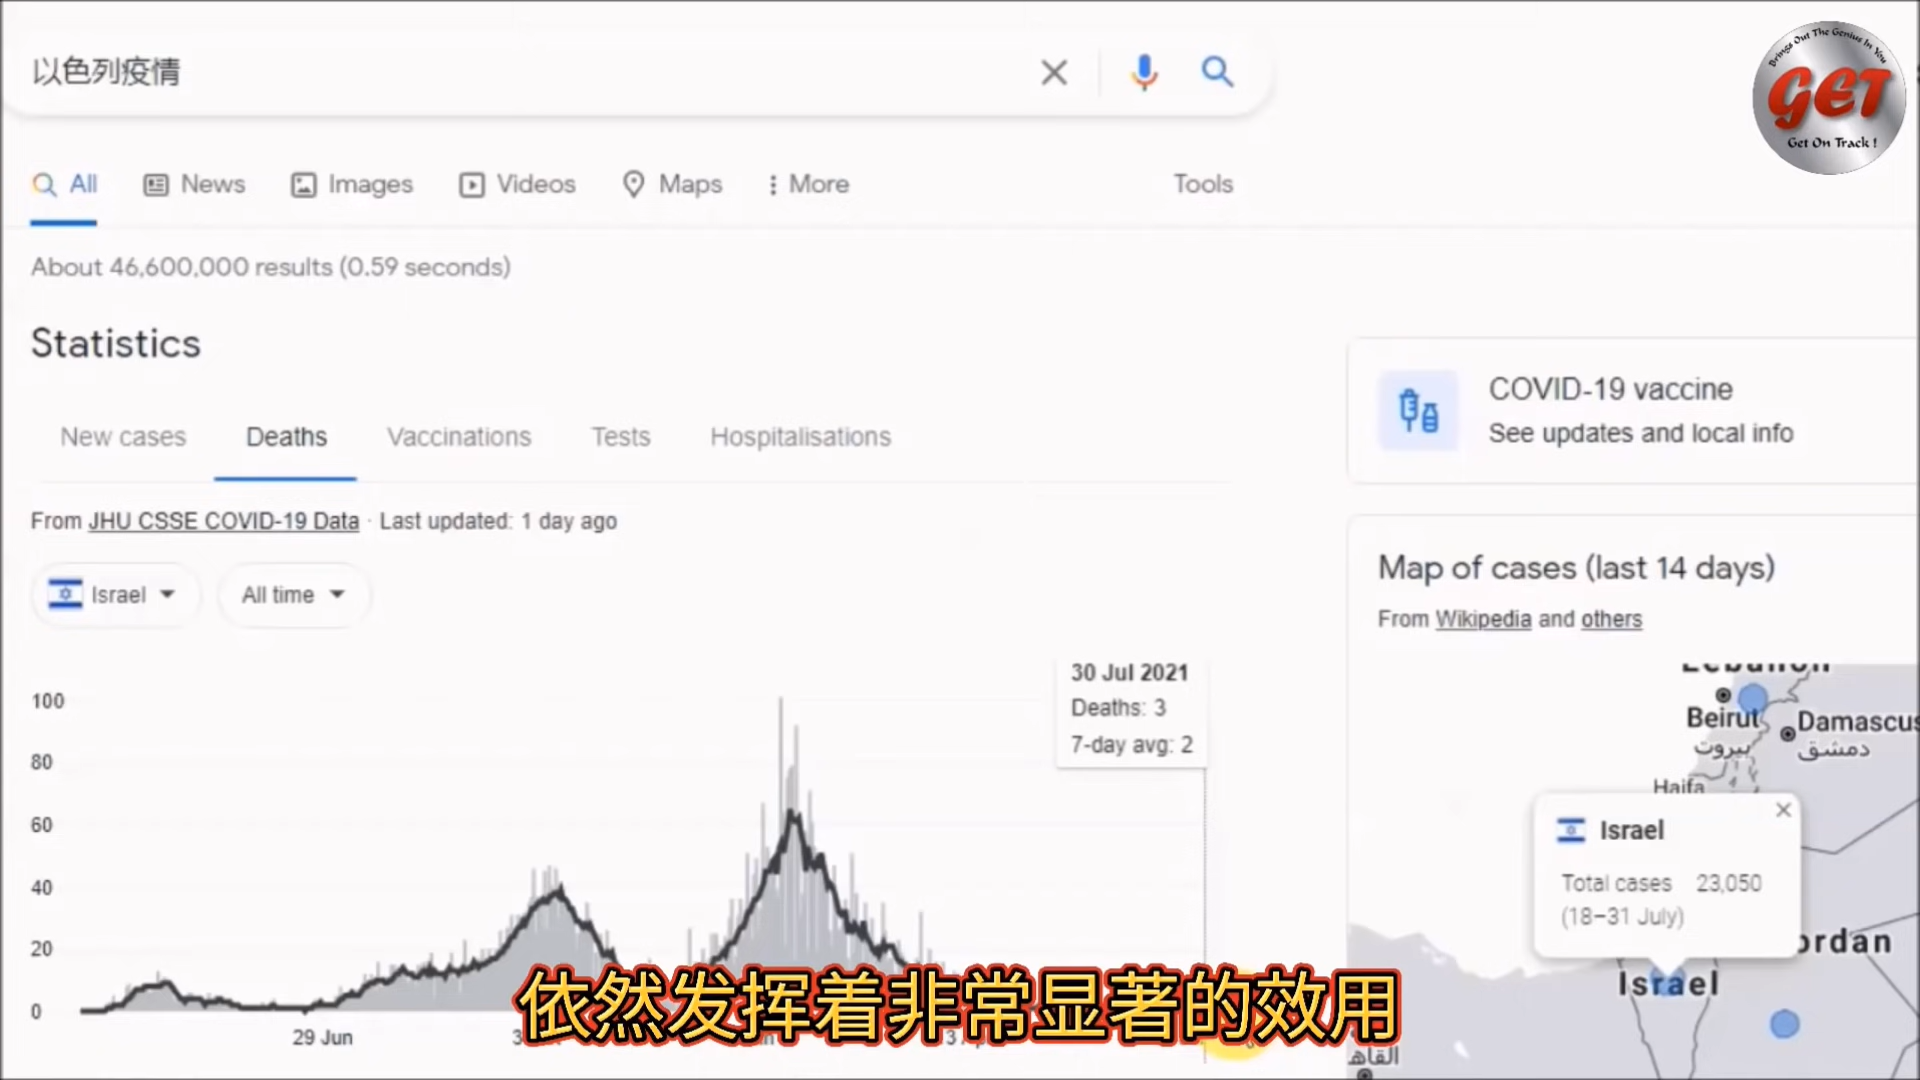 以色列疫情
Brings Out The Genius In You
GET
Get On Track !
All
News
Images
Videos
Maps
More
Tools
About 46,600,000 results (0.59 seconds)
Statistics
New cases
Deaths
Vaccinations
Tests
Hospitalisations
From JHU CSSE COVID-19 Data · Last updated: 1 day ago
Israel
All time
30 Jul 2021
Deaths: 3
7-day avg: 2
100
80
60
40
20
0
29 Jun
COVID-19 vaccine
See updates and local info
Map of cases (last 14 days)
From Wikipedia and others
Lebanon
Beirut
بيروت
Damascus
دمشق
Haifa
Israel
Total cases 23,050
(18–31 July)
ordan
Israel
القاه
依然发挥着非常显著的效用